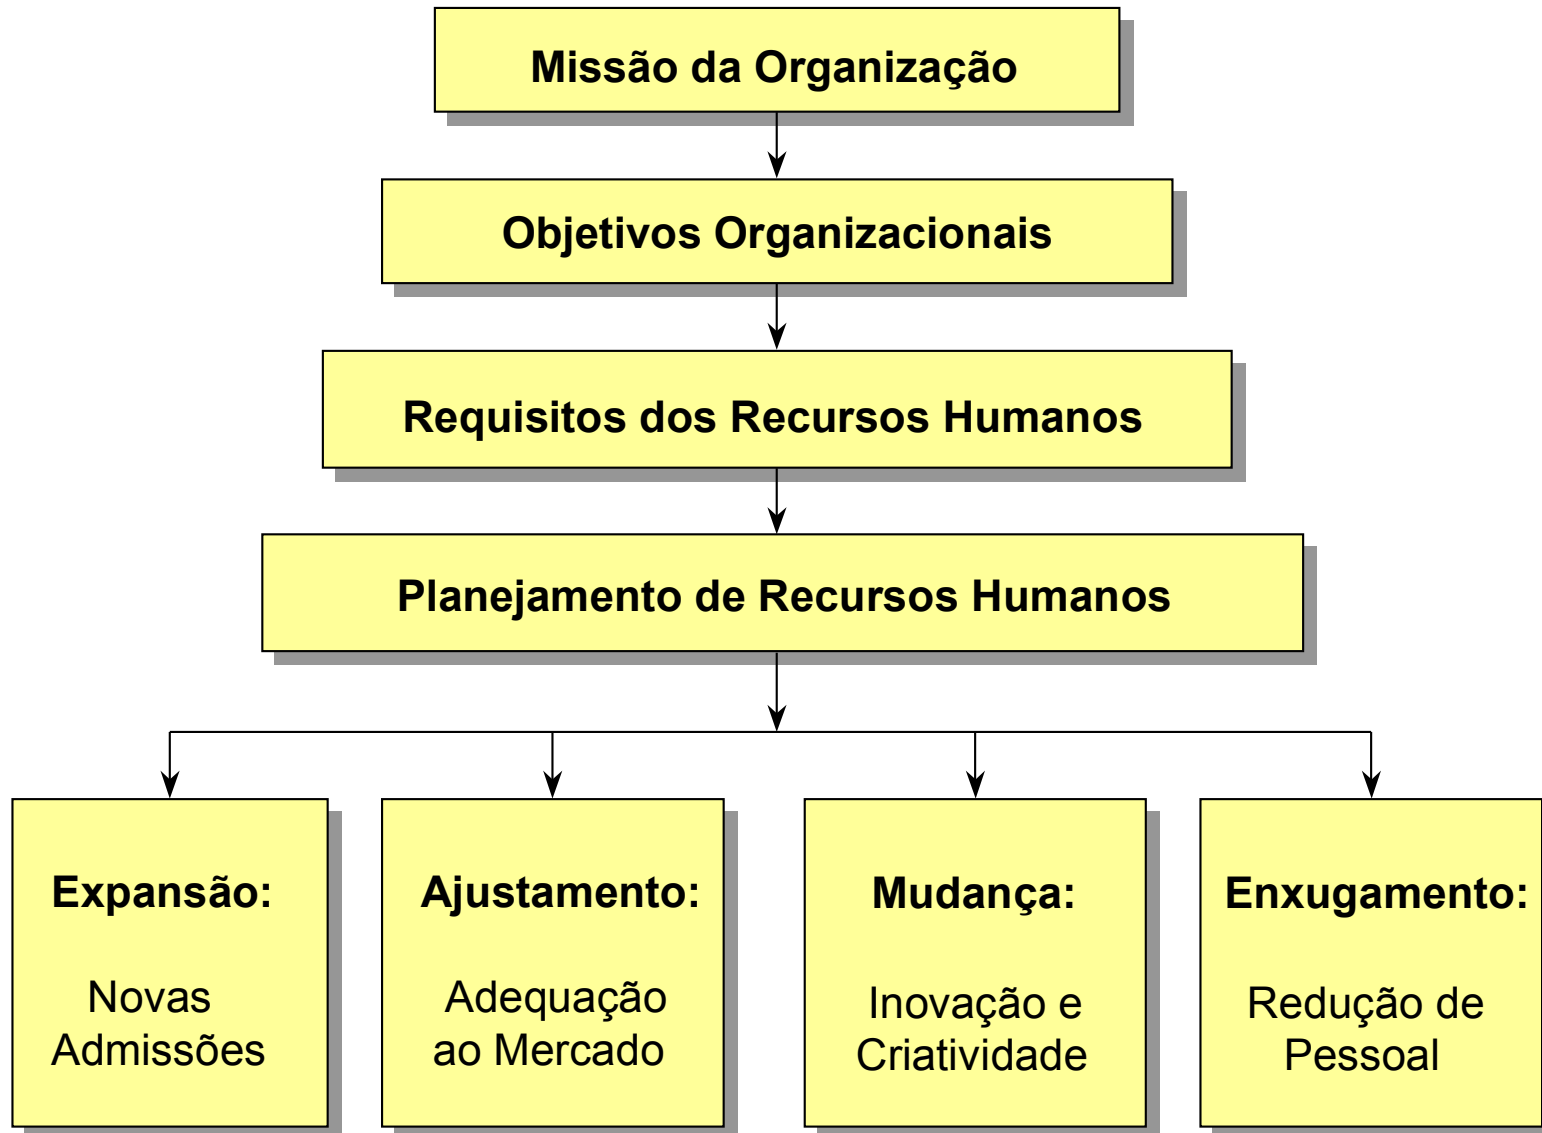 Missão da Organização
Objetivos Organizacionais
Requisitos dos Recursos Humanos
Planejamento de Recursos Humanos
Expansão:
Novas
Admissões
Ajustamento:
Adequação
ao Mercado
Mudança:
Inovação e
Criatividade
Enxugamento:
Redução de
Pessoal